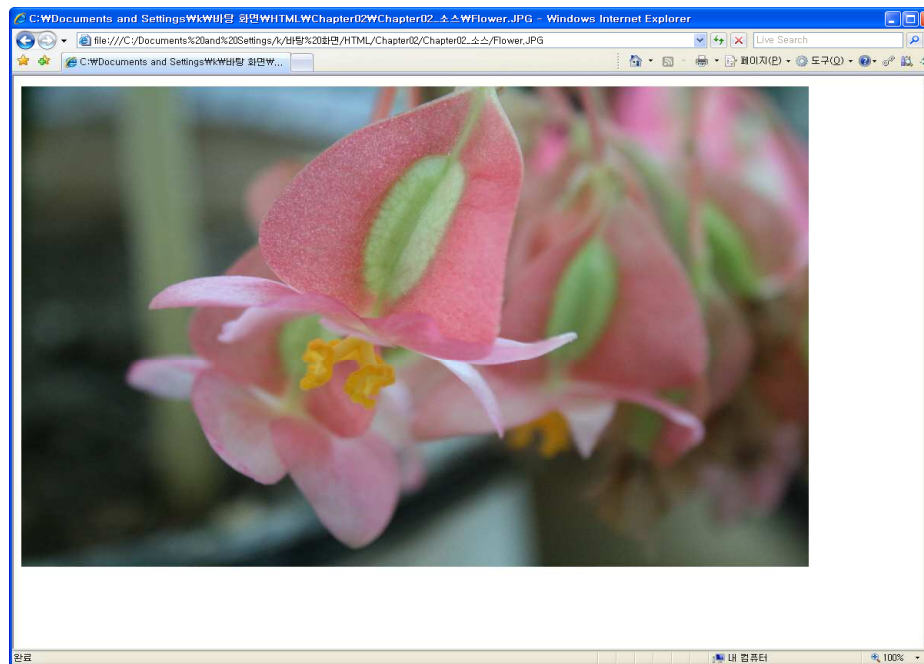 C:₩Documents and Settings₩k₩바탕 화면₩HTML₩Chapter02₩Chapter02_소스₩Flower.JPG - Windows Internet Explorer
file:///C:/Documents%20and%20Settings/k/바탕%20화면/HTML/Chapter02/Chapter02_소스/Flower.JPG
Live Search
C:₩Documents and Settings₩k₩바탕 화면₩...
페이지(P)
도구(O)
완료
내 컴퓨터
100%